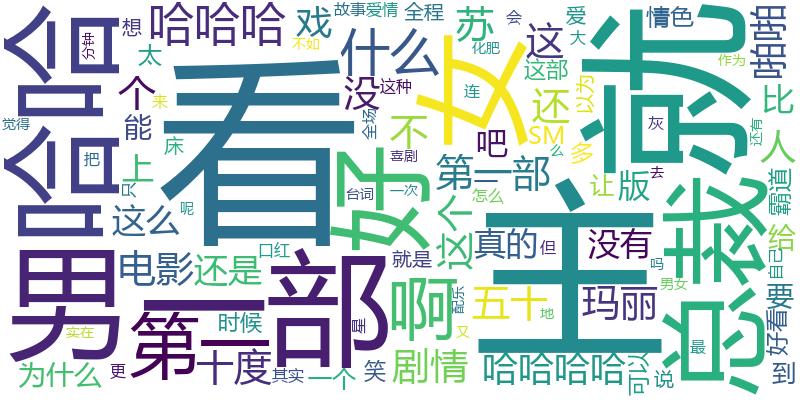 哈哈
哈哈哈
戏
故事爱情
全程
苏
会
爱
大
情色
啪啪
分钟
想
不如
什么
化肥
这
这部
作为
太
个
来
看
没
这种
女
还
以为
就
比
觉得
能
全场
连
SM
灰
还有
人
哈哈
把
床
不
吧
多
只
上
喜剧
好
第一部
么
让
版
去
总裁
霸道
这么
呢
台词
一次
怎么
这个
主
给
男
第二部
电影
还是
口红
就是
真的
但
没有
吗
自己
好看
要
时候
啊
配乐
五十
地
玛丽
男女
实在
星
又
最
为什么
更
十度
其实
一个
笑
剧情
哈哈哈哈
可以
说
到